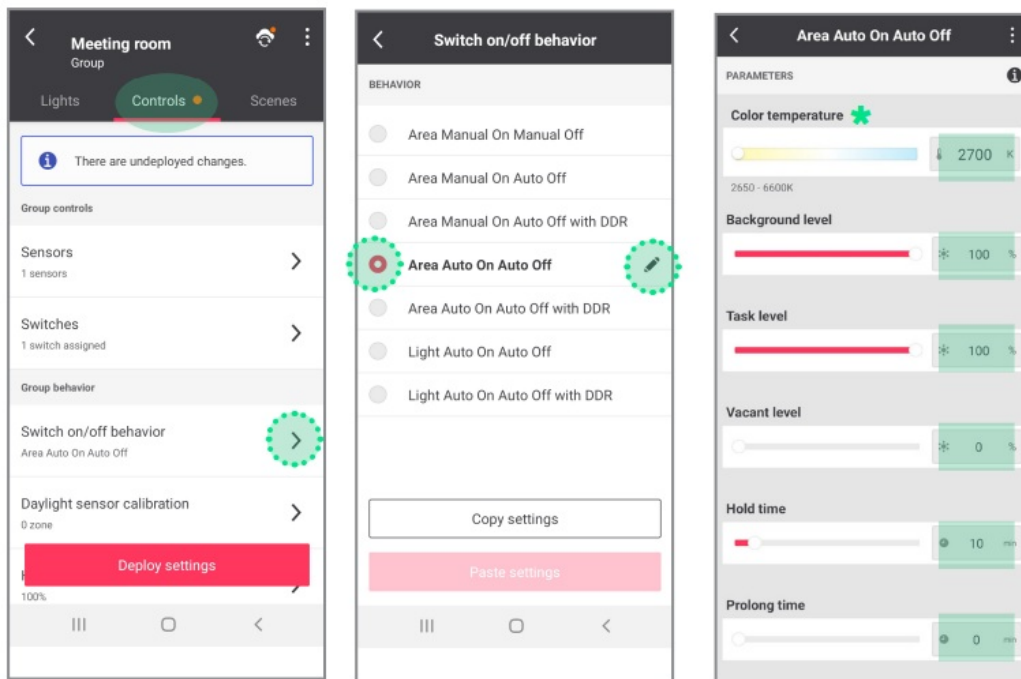 Meeting room
Group
Lights
Controls
Scenes
There are undeployed changes.
Group controls
Sensors
1 sensors
Switches
1 switch assigned
Group behavior
Switch on/off behavior
Area Auto On Auto Off
Daylight sensor calibration
0 zone
Deploy settings
100%
Switch on/off behavior
BEHAVIOR
Area Manual On Manual Off
Area Manual On Auto Off
Area Manual On Auto Off with DDR
Area Auto On Auto Off
Area Auto On Auto Off with DDR
Light Auto On Auto Off
Light Auto On Auto Off with DDR
Copy settings
Paste settings
Area Auto On Auto Off
PARAMETERS
Color temperature
2700 K
2650 - 6600K
Background level
100 %
Task level
100 %
Vacant level
0 %
Hold time
10 min
Prolong time
0 min